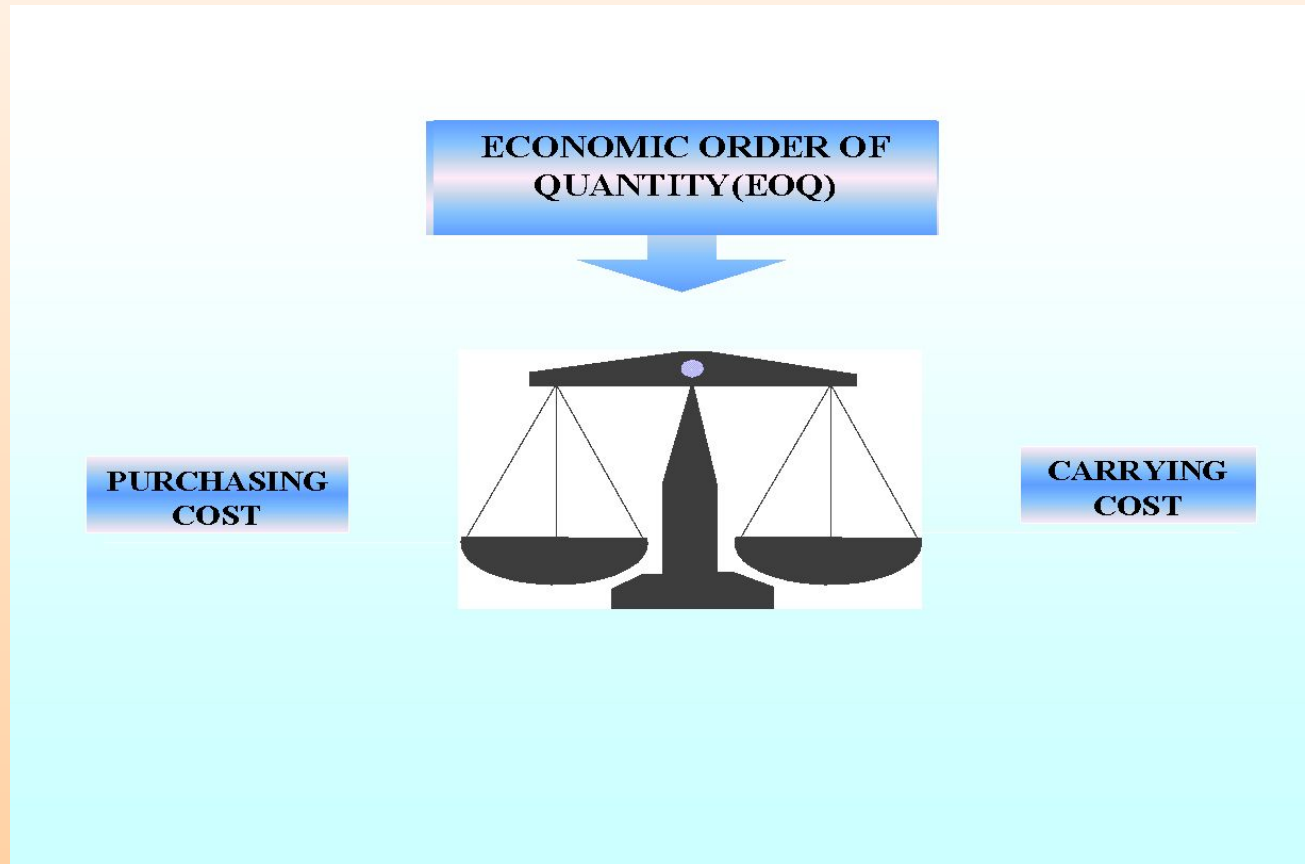 ECONOMIC ORDER OF
QUANTITY(EOQ)
PURCHASING
COST
CARRYING
COST